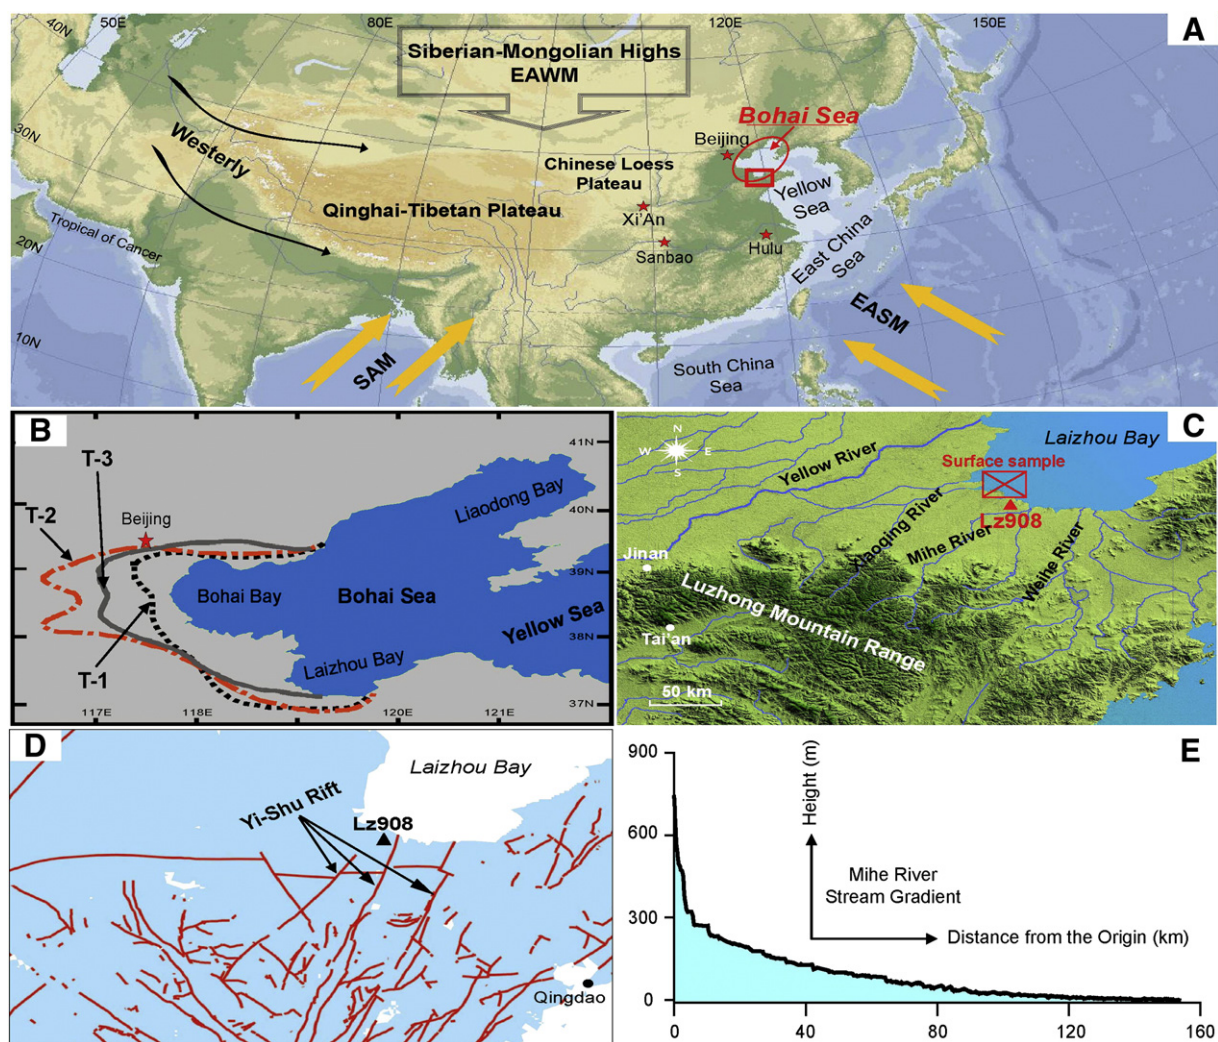 A
40N
50E
80E
120E
150E
Siberian-Mongolian Highs
EAWM
Bohai Sea
Beijing
30N
Westerly
Chinese Loess
Plateau
Qinghai-Tibetan Plateau
Yellow
Sea
Xi'An
Tropical of Cancer
20N
Sanbao
Hulu
East China
Sea
EASM
10N
SAM
South China
Sea
B
T-3
T-2
Beijing
T-1
41N
40N
39N
38N
37N
Liaodong Bay
Bohai Bay
Bohai Sea
Yellow Sea
Laizhou Bay
117E
118E
120E
121E
C
Laizhou Bay
N
W
E
S
Yellow River
Surface sample
Lz908
Xiaoqing River
Mihe River
Weihe River
Jinan
Luzhong Mountain Range
Tai'an
50 km
D
Laizhou Bay
Yi-Shu Rift
Lz908
Qingdao
E
900
600
300
0
Height (m)
Mihe River
Stream Gradient
Distance from the Origin (km)
0
40
80
120
160